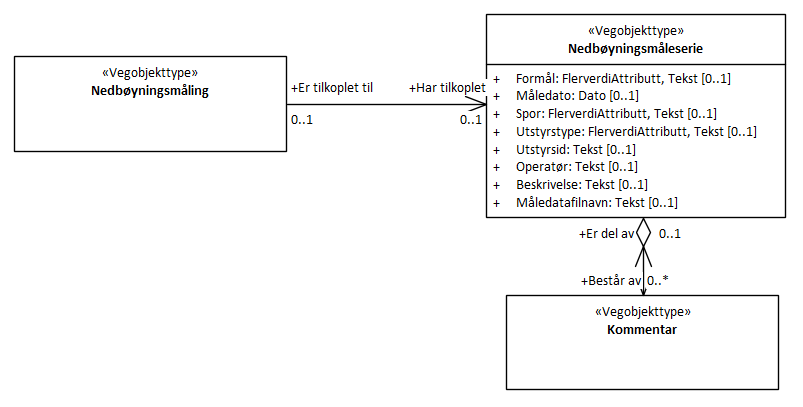 «Vegobjekttype»
Nedbøyningsmåling
+Er tilkoplet til
0..1
+Har tilkoplet
0..1
«Vegobjekttype»
Nedbøyningsmåleserie
+ Formål: FlerverdiAttributt, Tekst [0..1]
+ Måledato: Dato [0..1]
+ Spor: FlerverdiAttributt, Tekst [0..1]
+ Utstyrstype: FlerverdiAttributt, Tekst [0..1]
+ Utstyrsid: Tekst [0..1]
+ Operatør: Tekst [0..1]
+ Beskrivelse: Tekst [0..1]
+ Måledatafilnavn: Tekst [0..1]
+Er del av 0..1
+Består av 0..*
«Vegobjekttype»
Kommentar